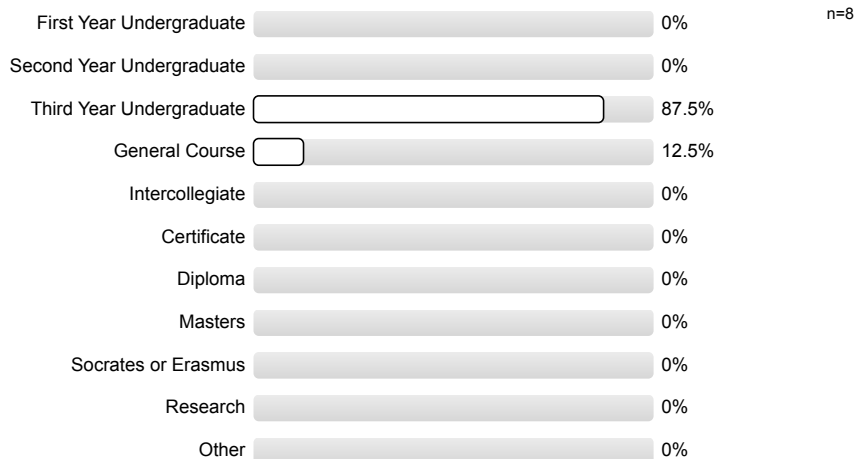 First Year Undergraduate 0% n=8
Second Year Undergraduate 0%
Third Year Undergraduate 87.5%
General Course 12.5%
Intercollegiate 0%
Certificate 0%
Diploma 0%
Masters 0%
Socrates or Erasmus 0%
Research 0%
Other 0%